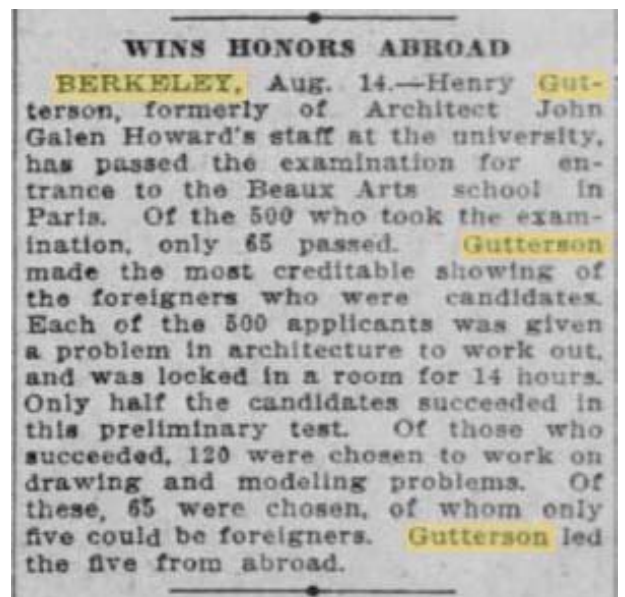 WINS HONORS ABROAD
BERKELEY, Aug. 14.—Henry Gut-
terson, formerly of Architect John
Galen Howard's staff at the university,
has passed the examination for en-
trance to the Beaux Arts school in
Paris. Of the 500 who took the exam-
ination, only 65 passed. Gutterson
made the most creditable showing of
the foreigners who were candidates.
Each of the 500 applicants was given
a problem in architecture to work out,
and was locked in a room for 14 hours.
Only half the candidates succeeded in
this preliminary test. Of those who
succeeded, 120 were chosen to work on
drawing and modeling problems. Of
these, 65 were chosen, of whom only
five could be foreigners. Gutterson led
the five from abroad.